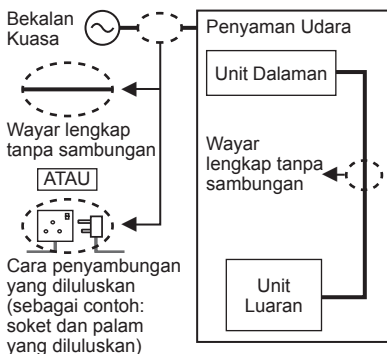 Bekalan
Kuasa
Penyaman Udara
Unit Dalaman
Wayar lengkap
tanpa sambungan
ATAU
Wayar
lengkap tanpa
sambungan
Cara penyambungan
yang diluluskan
(sebagai contoh:
soket dan palam
yang diluluskan)
Unit
Luaran